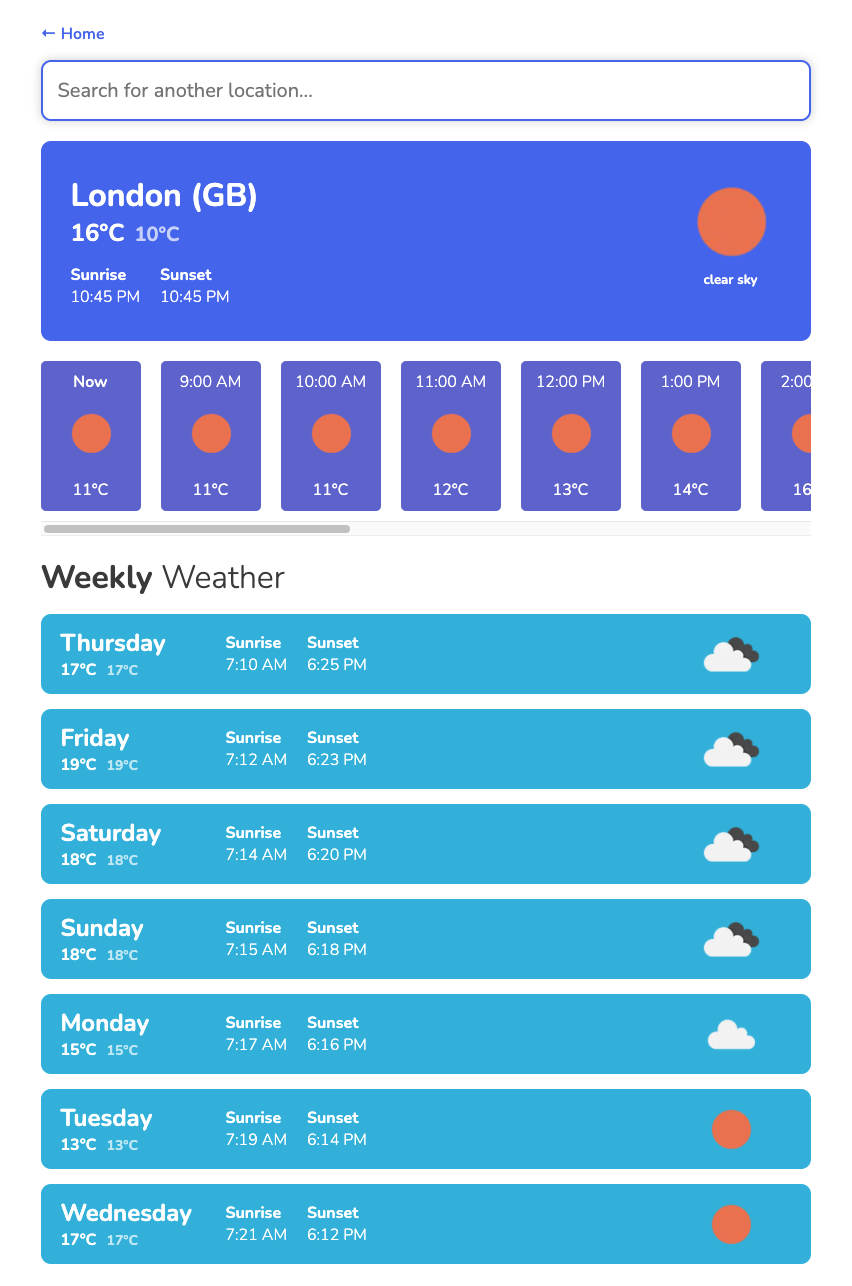 ← Home
Search for another location...
London (GB)
16°C 10°C
Sunrise Sunset
10:45 PM 10:45 PM
clear sky
Now 9:00 AM 10:00 AM 11:00 AM 12:00 PM 1:00 PM 2:00
11°C 11°C 11°C 12°C 13°C 14°C 16
Weekly Weather
Thursday
17°C 17°C
Sunrise Sunset
7:10 AM 6:25 PM
Friday
19°C 19°C
Sunrise Sunset
7:12 AM 6:23 PM
Saturday
18°C 18°C
Sunrise Sunset
7:14 AM 6:20 PM
Sunday
18°C 18°C
Sunrise Sunset
7:15 AM 6:18 PM
Monday
15°C 15°C
Sunrise Sunset
7:17 AM 6:16 PM
Tuesday
13°C 13°C
Sunrise Sunset
7:19 AM 6:14 PM
Wednesday
17°C 17°C
Sunrise Sunset
7:21 AM 6:12 PM